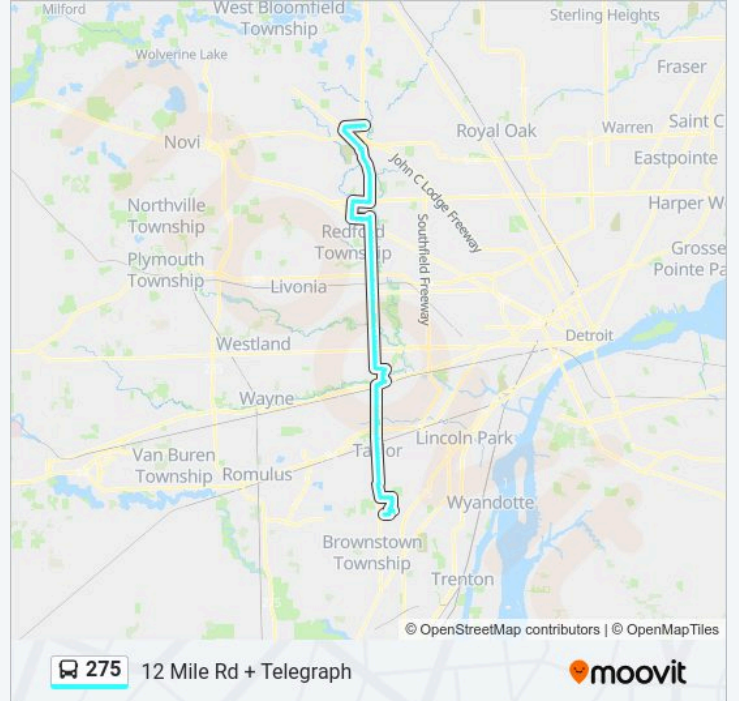 Milford
West Bloomfield
Township
Sterling Heights
Wolverine Lake
Fraser
Novi
Royal Oak
Warren
Saint C
Eastpointe
John C Lodge Freeway
Northville
Township
Harper W
Redford
Township
Southfield Freeway
Grosse
Pointe Pa
Plymouth
Township
Livonia
Detroit
Westland
Wayne
Lincoln Park
Taylor
Van Buren
Township
Romulus
Wyandotte
Brownstown
Township
Trenton
275
© OpenStreetMap contributors | © OpenMapTiles
275
12 Mile Rd + Telegraph
moovit